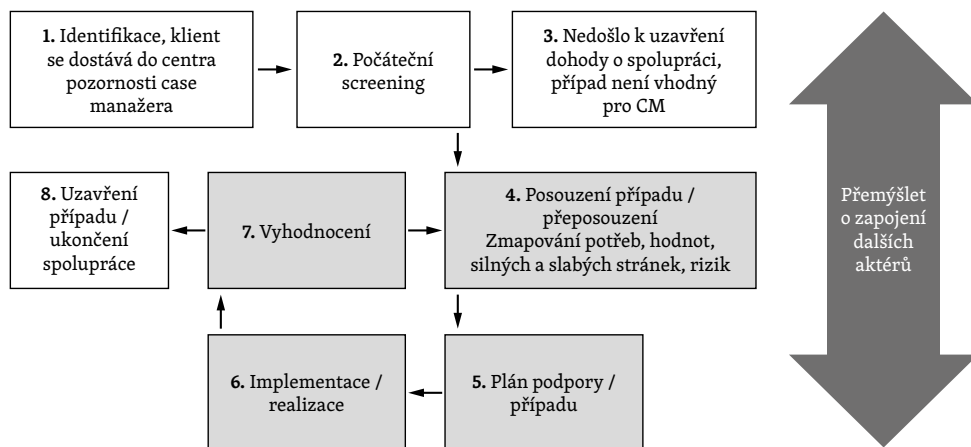 1. Identifikace, klient
se dostává do centra
pozornosti case
manažera
2. Počáteční
screening
3. Nedošlo k uzavření
dohody o spolupráci,
případ není vhodný
pro CM
8. Uzavření
případu /
ukončení
spolupráce
7. Vyhodnocení
4. Posouzení případu /
přeposouzení
Zmapování potřeb, hodnot,
silných a slabých stránek, rizik
6. Implementace /
realizace
5. Plán podpory /
případu
Přemýšlet
o zapojení
dalších
aktérů